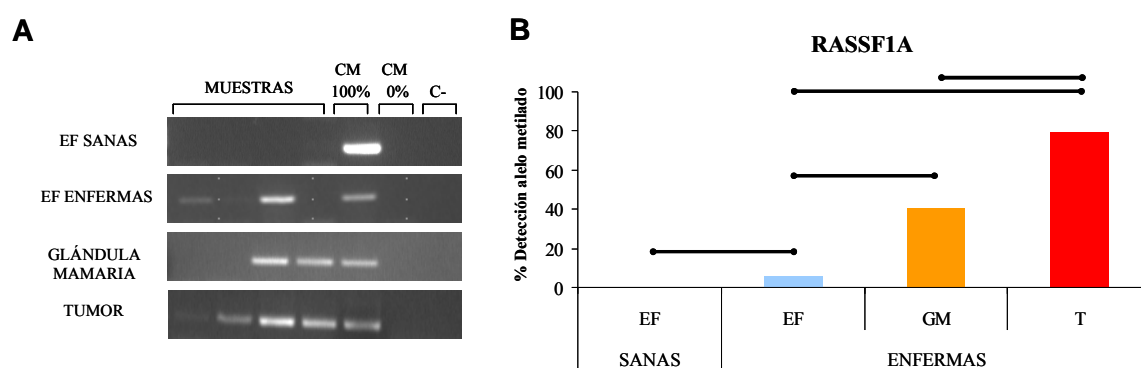 A
MUESTRAS
CM
100%
CM
0%
C-
EF SANAS
EF ENFERMAS
GLÁNDULA
MAMARIA
TUMOR
B
RASSF1A
% Detección alelo metilado
100
80
60
40
20
0
EF EF GM T
SANAS ENFERMAS